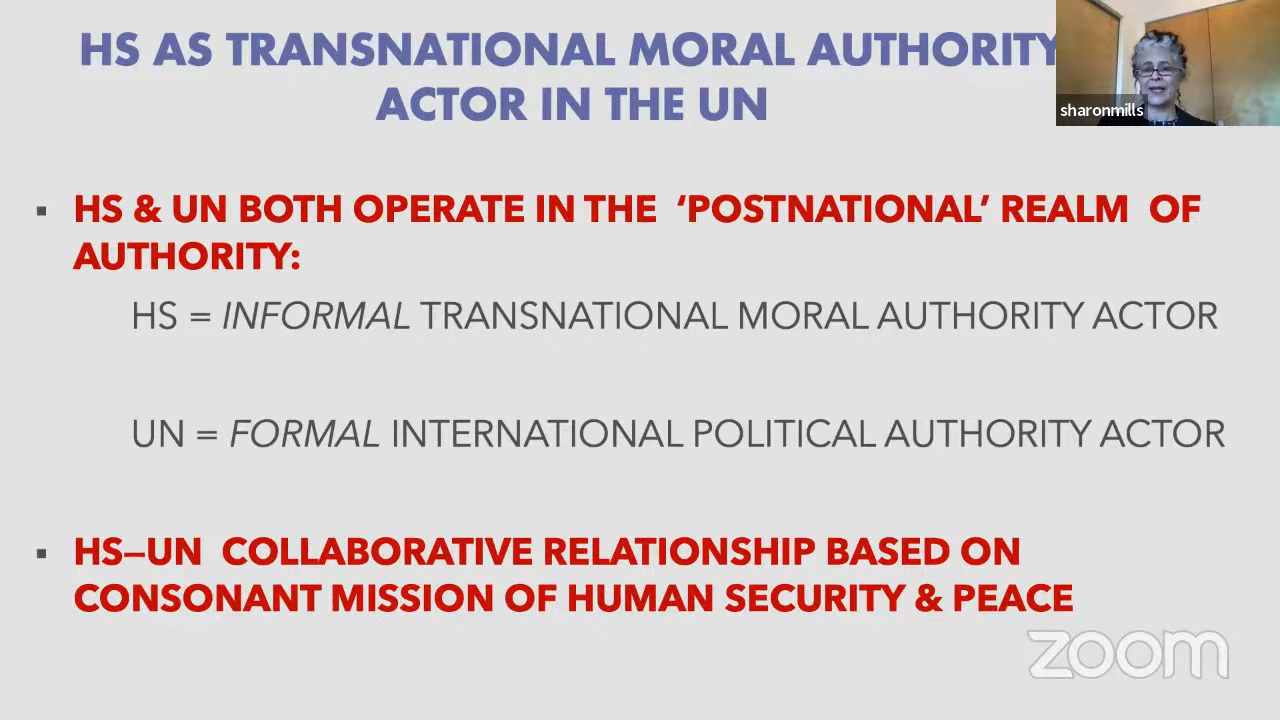 HS AS TRANSNATIONAL MORAL AUTHORITY
ACTOR IN THE UN
sharonmills
▪ HS & UN BOTH OPERATE IN THE ‘POSTNATIONAL’ REALM OF
AUTHORITY:
HS = INFORMAL TRANSNATIONAL MORAL AUTHORITY ACTOR
UN = FORMAL INTERNATIONAL POLITICAL AUTHORITY ACTOR
▪ HS–UN COLLABORATIVE RELATIONSHIP BASED ON
CONSONANT MISSION OF HUMAN SECURITY & PEACE
zoom